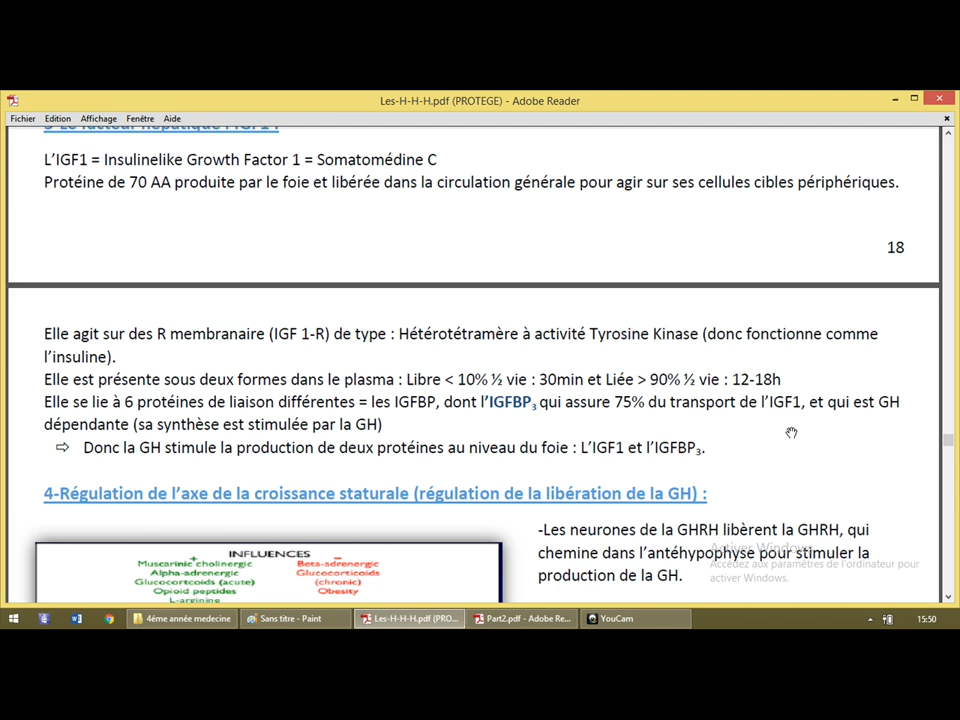 Les-H-H-H.pdf (PROTEGE) - Adobe Reader
Fichier Edition Affichage Fenêtre Aide
3-Le facteur hépatique : IGF1 :
L'IGF1 = Insulinelike Growth Factor 1 = Somatomédine C
Protéine de 70 AA produite par le foie et libérée dans la circulation générale pour agir sur ses cellules cibles périphériques.
18
Elle agit sur des R membranaire (IGF 1-R) de type : Hétérotétramère à activité Tyrosine Kinase (donc fonctionne comme
l'insuline).
Elle est présente sous deux formes dans le plasma : Libre < 10% ½ vie : 30min et Liée > 90% ½ vie : 12-18h
Elle se lie à 6 protéines de liaison différentes = les IGFBP, dont l'IGFBP3 qui assure 75% du transport de l'IGF1, et qui est GH
dépendante (sa synthèse est stimulée par la GH)
⇨ Donc la GH stimule la production de deux protéines au niveau du foie : L'IGF1 et l'IGFBP3.
4-Régulation de l'axe de la croissance staturale (régulation de la libération de la GH) :
INFLUENCES
+ −
Muscarinic cholinergic Beta-adrenergic
Alpha-adrenergic Glucocorticoids
Glucocortcoids (acute) (chronic)
Opioid peptides Obesity
L-arginine
-Les neurones de la GHRH libèrent la GHRH, qui
chemine dans l'antéhypophyse pour stimuler la
production de la GH.
Activer Windows
Accédez aux paramètres de l'ordinateur pour
activer Windows.
4éme année medecine Sans titre - Paint Les-H-H-H.pdf (PRO... Part2.pdf - Adobe Re... YouCam 15:50